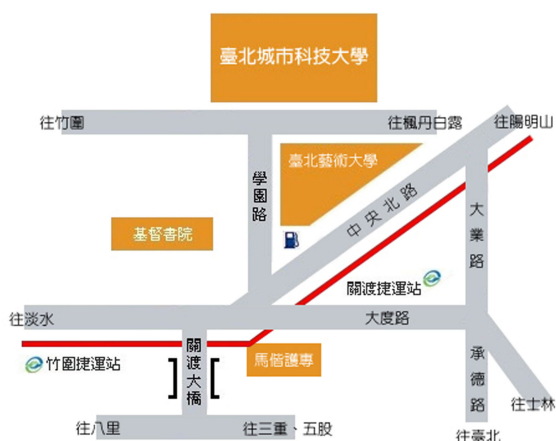 臺北城市科技大學
往竹圍
往楓丹白露
往陽明山
臺北藝術大學
學園路
中央北路
大業路
基督書院
關渡捷運站
往淡水
大度路
竹圍捷運站
關渡大橋
馬偕護專
承德路
往士林
往八里
往三重、五股
往臺北